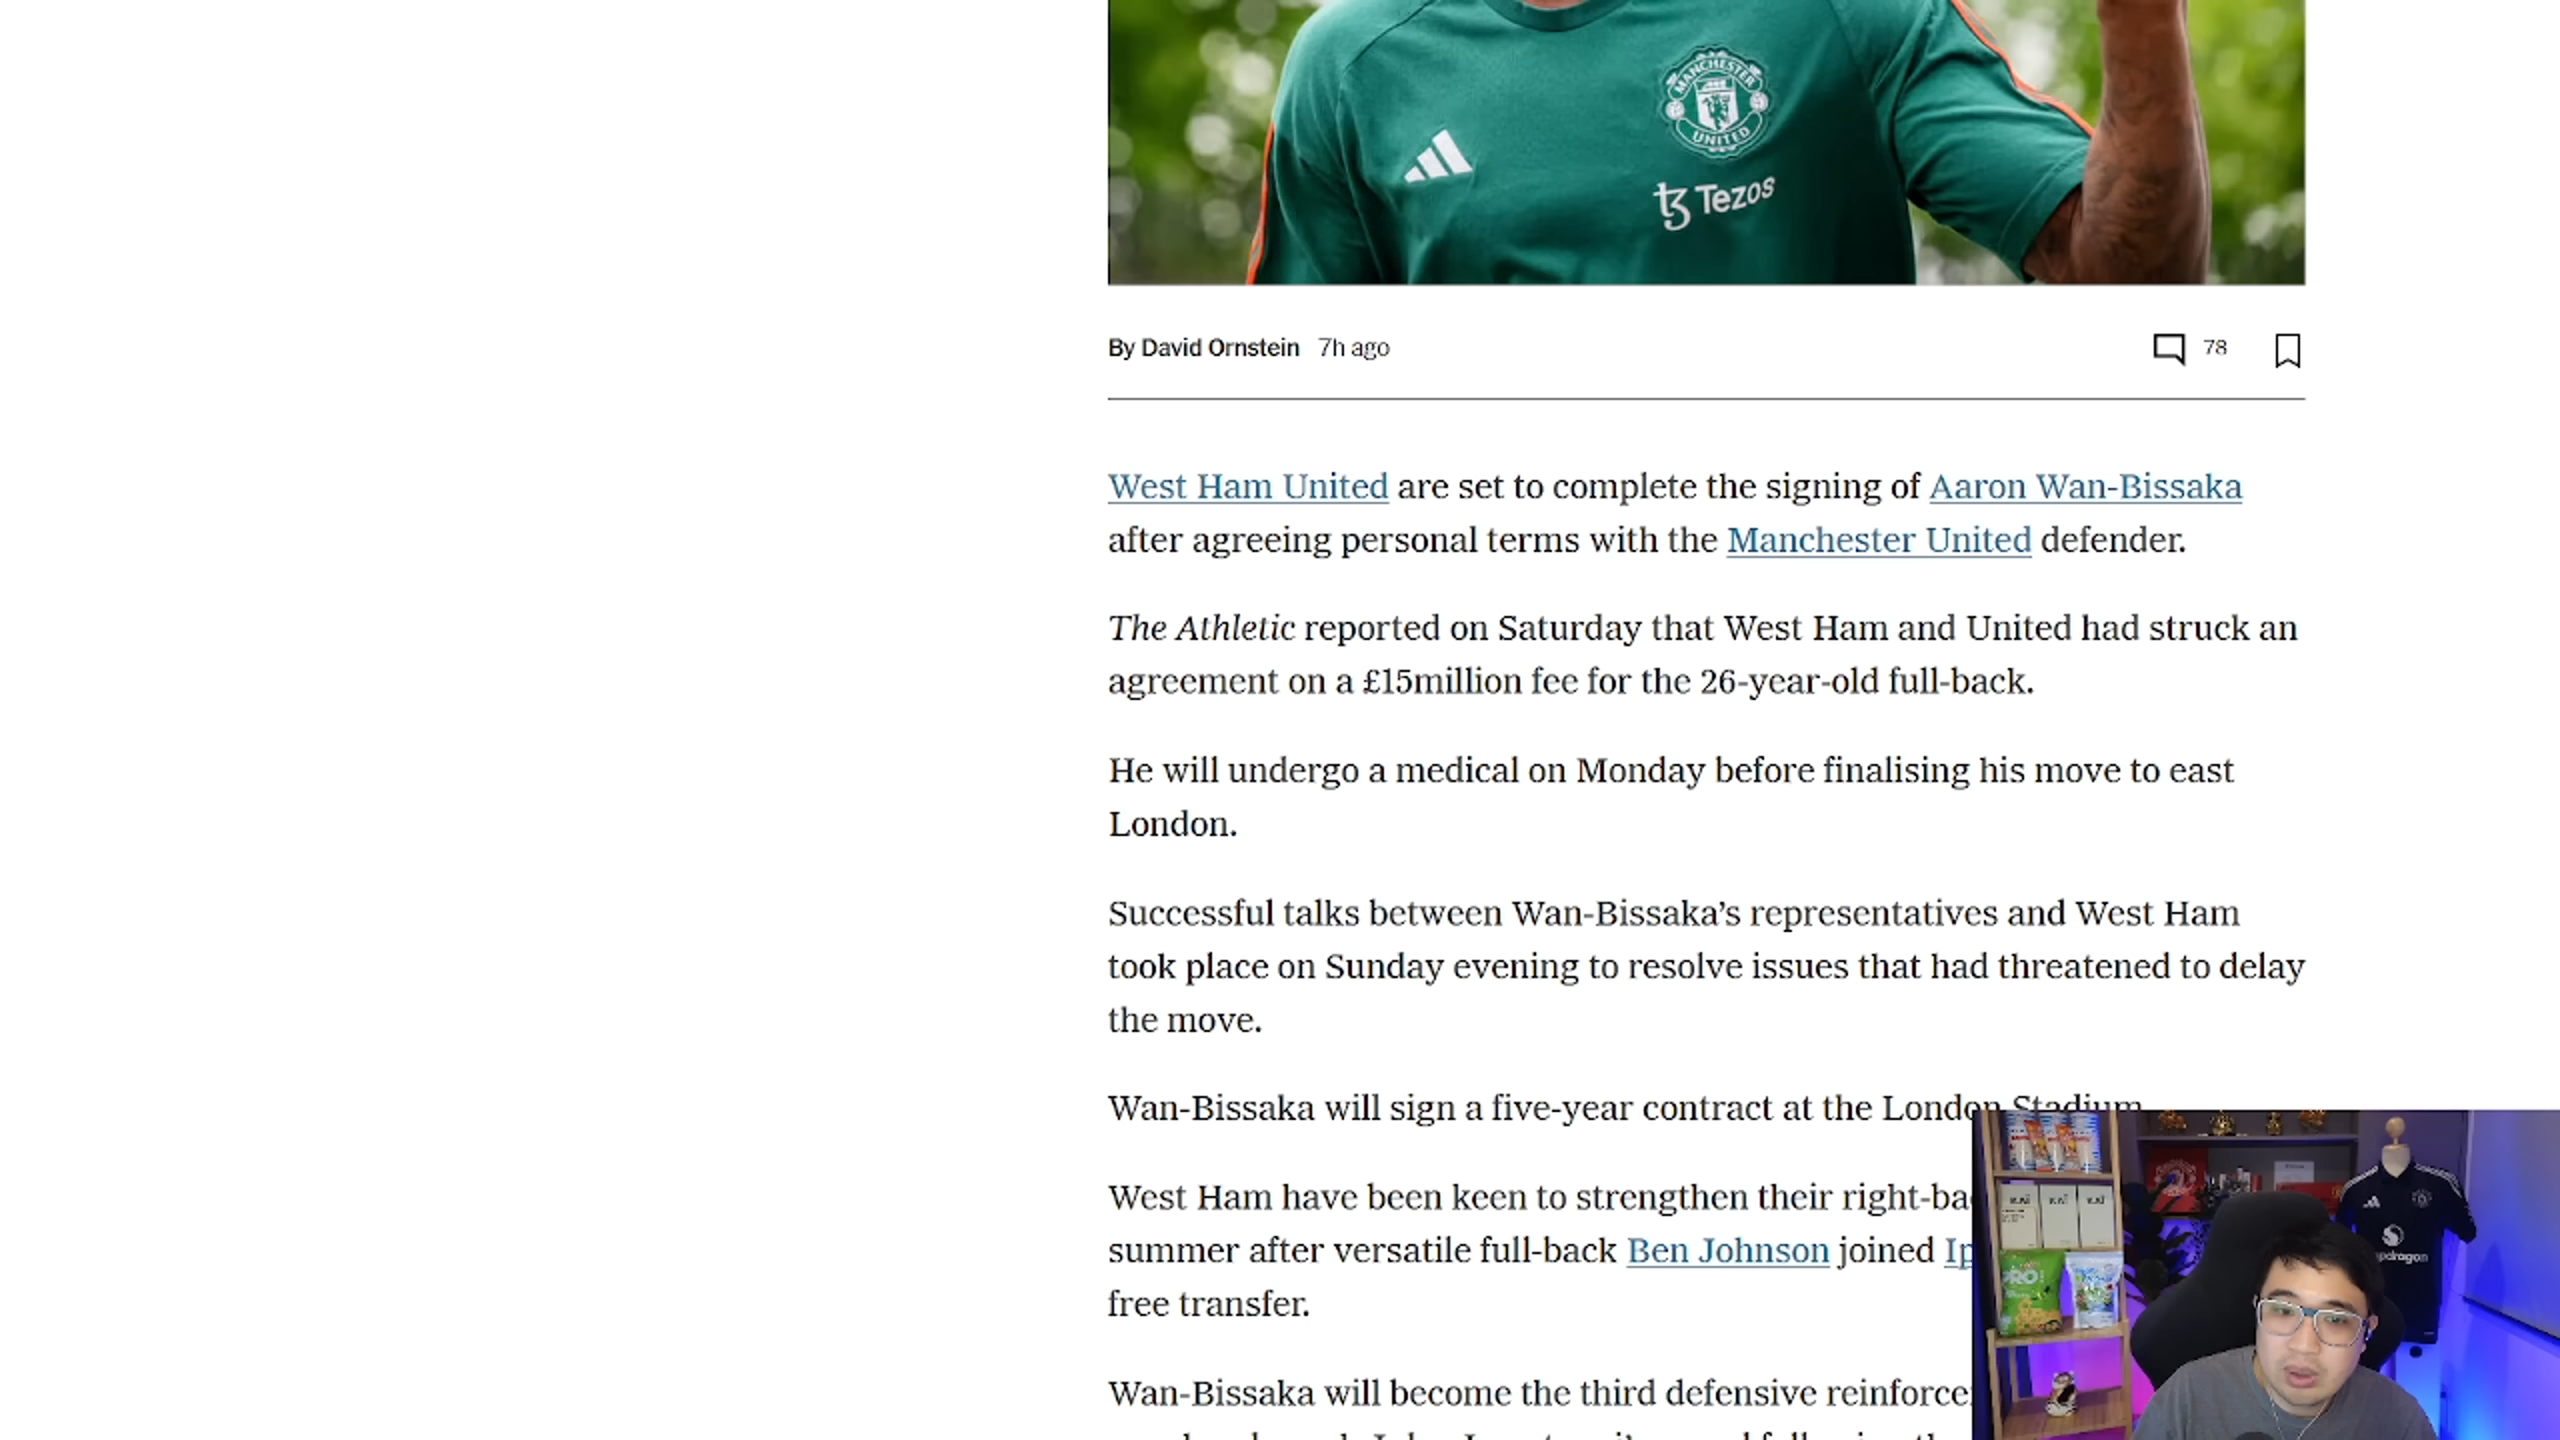 MANCHESTER
UNITED
Tezos
By David Ornstein 7h ago
78
West Ham United are set to complete the signing of Aaron Wan-Bissaka
after agreeing personal terms with the Manchester United defender.
The Athletic reported on Saturday that West Ham and United had struck an
agreement on a £15million fee for the 26-year-old full-back.
He will undergo a medical on Monday before finalising his move to east
London.
Successful talks between Wan-Bissaka’s representatives and West Ham
took place on Sunday evening to resolve issues that had threatened to delay
the move.
Wan-Bissaka will sign a five-year contract at the London Stadium
West Ham have been keen to strengthen their right-ba
summer after versatile full-back Ben Johnson joined Ip
free transfer.
Wan-Bissaka will become the third defensive reinforce